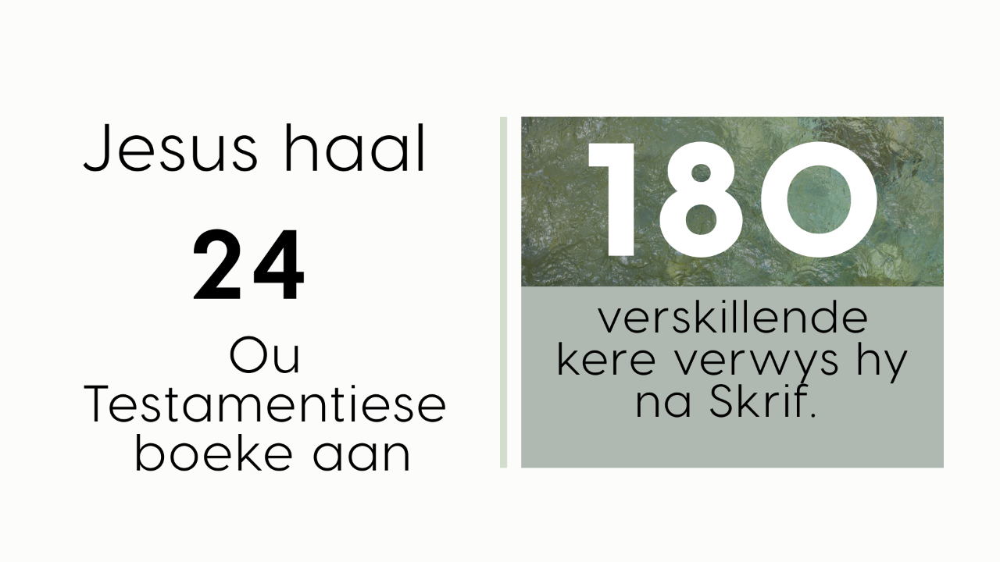 Jesus haal
24
Ou
Testamentiese
boeke aan
180
verskillende
kere verwys hy
na Skrif.